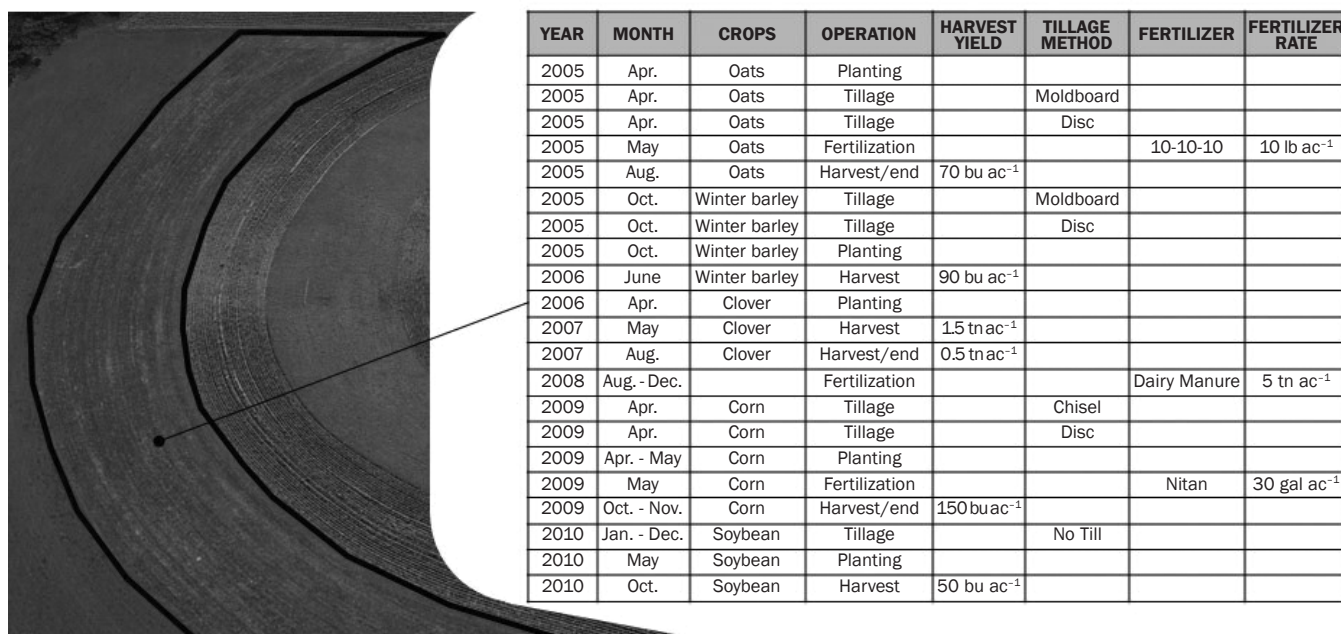 YEAR MONTH CROPS OPERATION HARVEST YIELD TILLAGE METHOD FERTILIZER FERTILIZER RATE
2005 Apr. Oats Planting
2005 Apr. Oats Tillage Moldboard
2005 Apr. Oats Tillage Disc
2005 May Oats Fertilization 10-10-10 10 lb ac⁻¹
2005 Aug. Oats Harvest/end 70 bu ac⁻¹
2005 Oct. Winter barley Tillage Moldboard
2005 Oct. Winter barley Tillage Disc
2005 Oct. Winter barley Planting
2006 June Winter barley Harvest 90 bu ac⁻¹
2006 Apr. Clover Planting
2007 May Clover Harvest 1.5 tn ac⁻¹
2007 Aug. Clover Harvest/end 0.5 tn ac⁻¹
2008 Aug. - Dec. Fertilization Dairy Manure 5 tn ac⁻¹
2009 Apr. Corn Tillage Chisel
2009 Apr. Corn Tillage Disc
2009 Apr. - May Corn Planting
2009 May Corn Fertilization Nitan 30 gal ac⁻¹
2009 Oct. - Nov. Corn Harvest/end 150 bu ac⁻¹
2010 Jan. - Dec. Soybean Tillage No Till
2010 May Soybean Planting
2010 Oct. Soybean Harvest 50 bu ac⁻¹